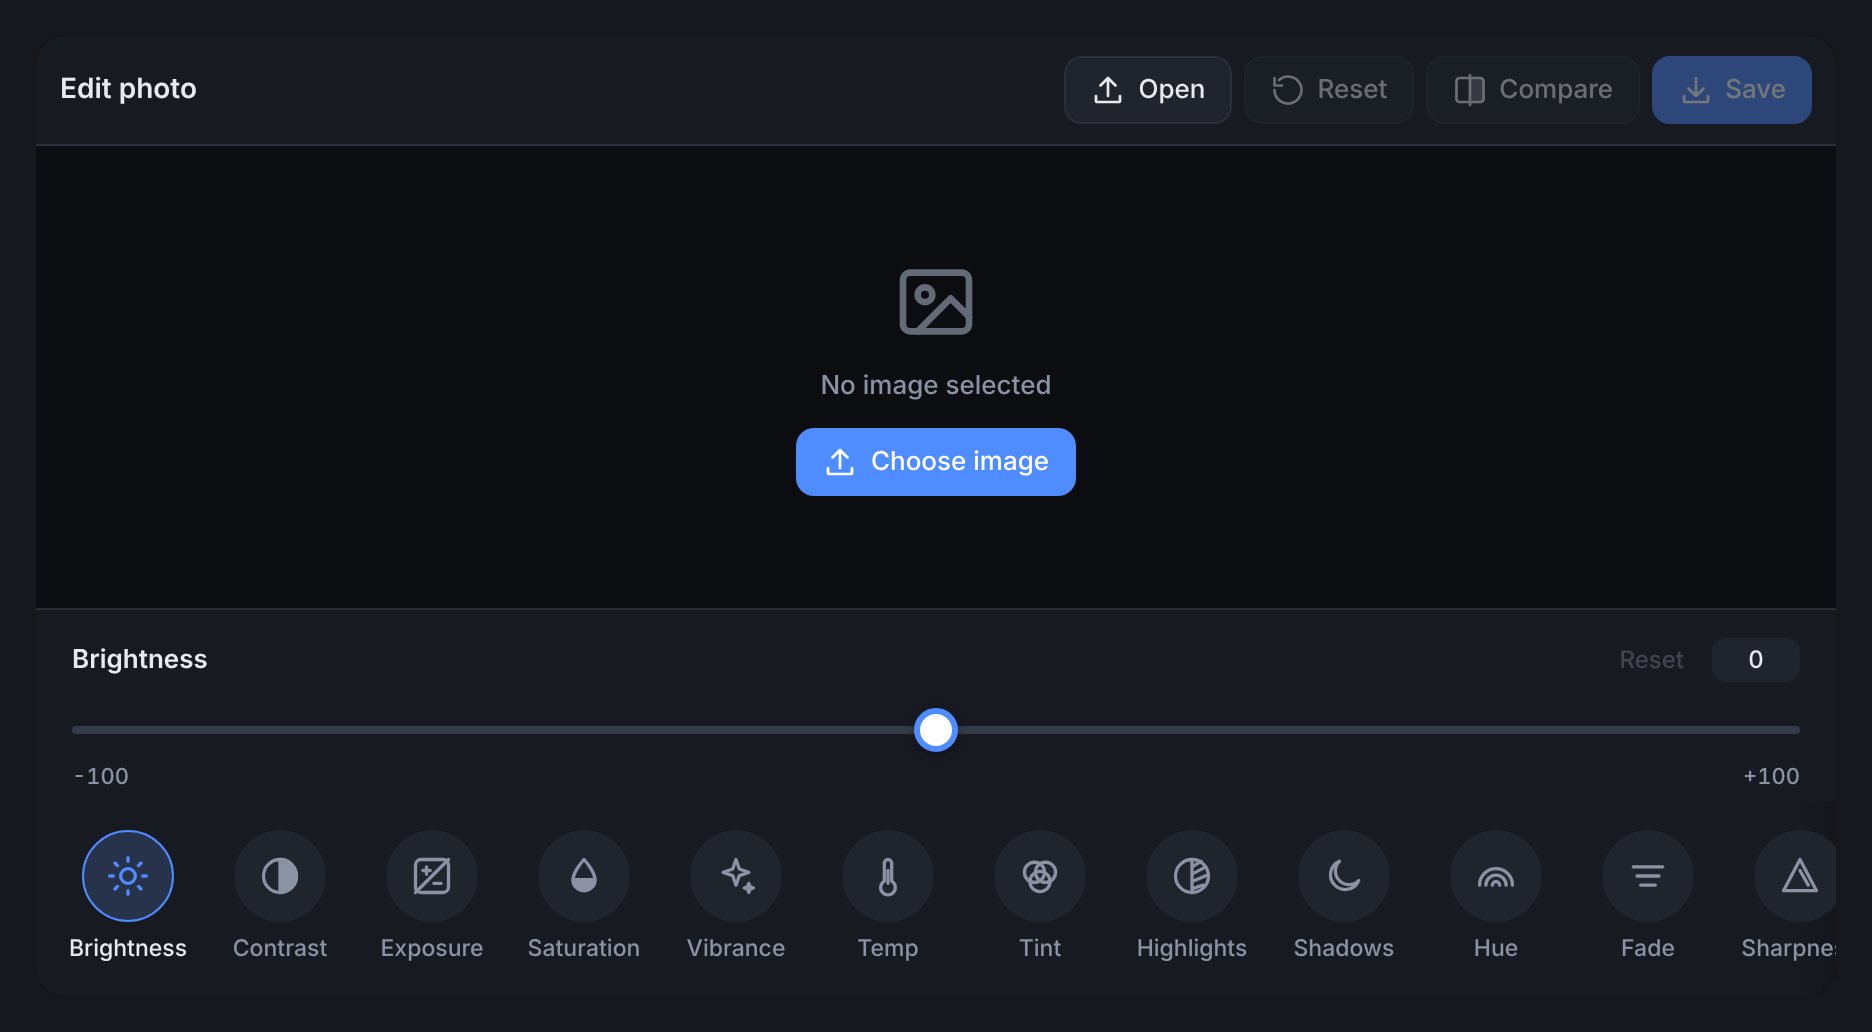 Edit photo
Open
Reset
Compare
Save
No image selected
Choose image
Brightness
Reset
0
-100
+100
Brightness
Contrast
Exposure
Saturation
Vibrance
Temp
Tint
Highlights
Shadows
Hue
Fade
Sharpnes